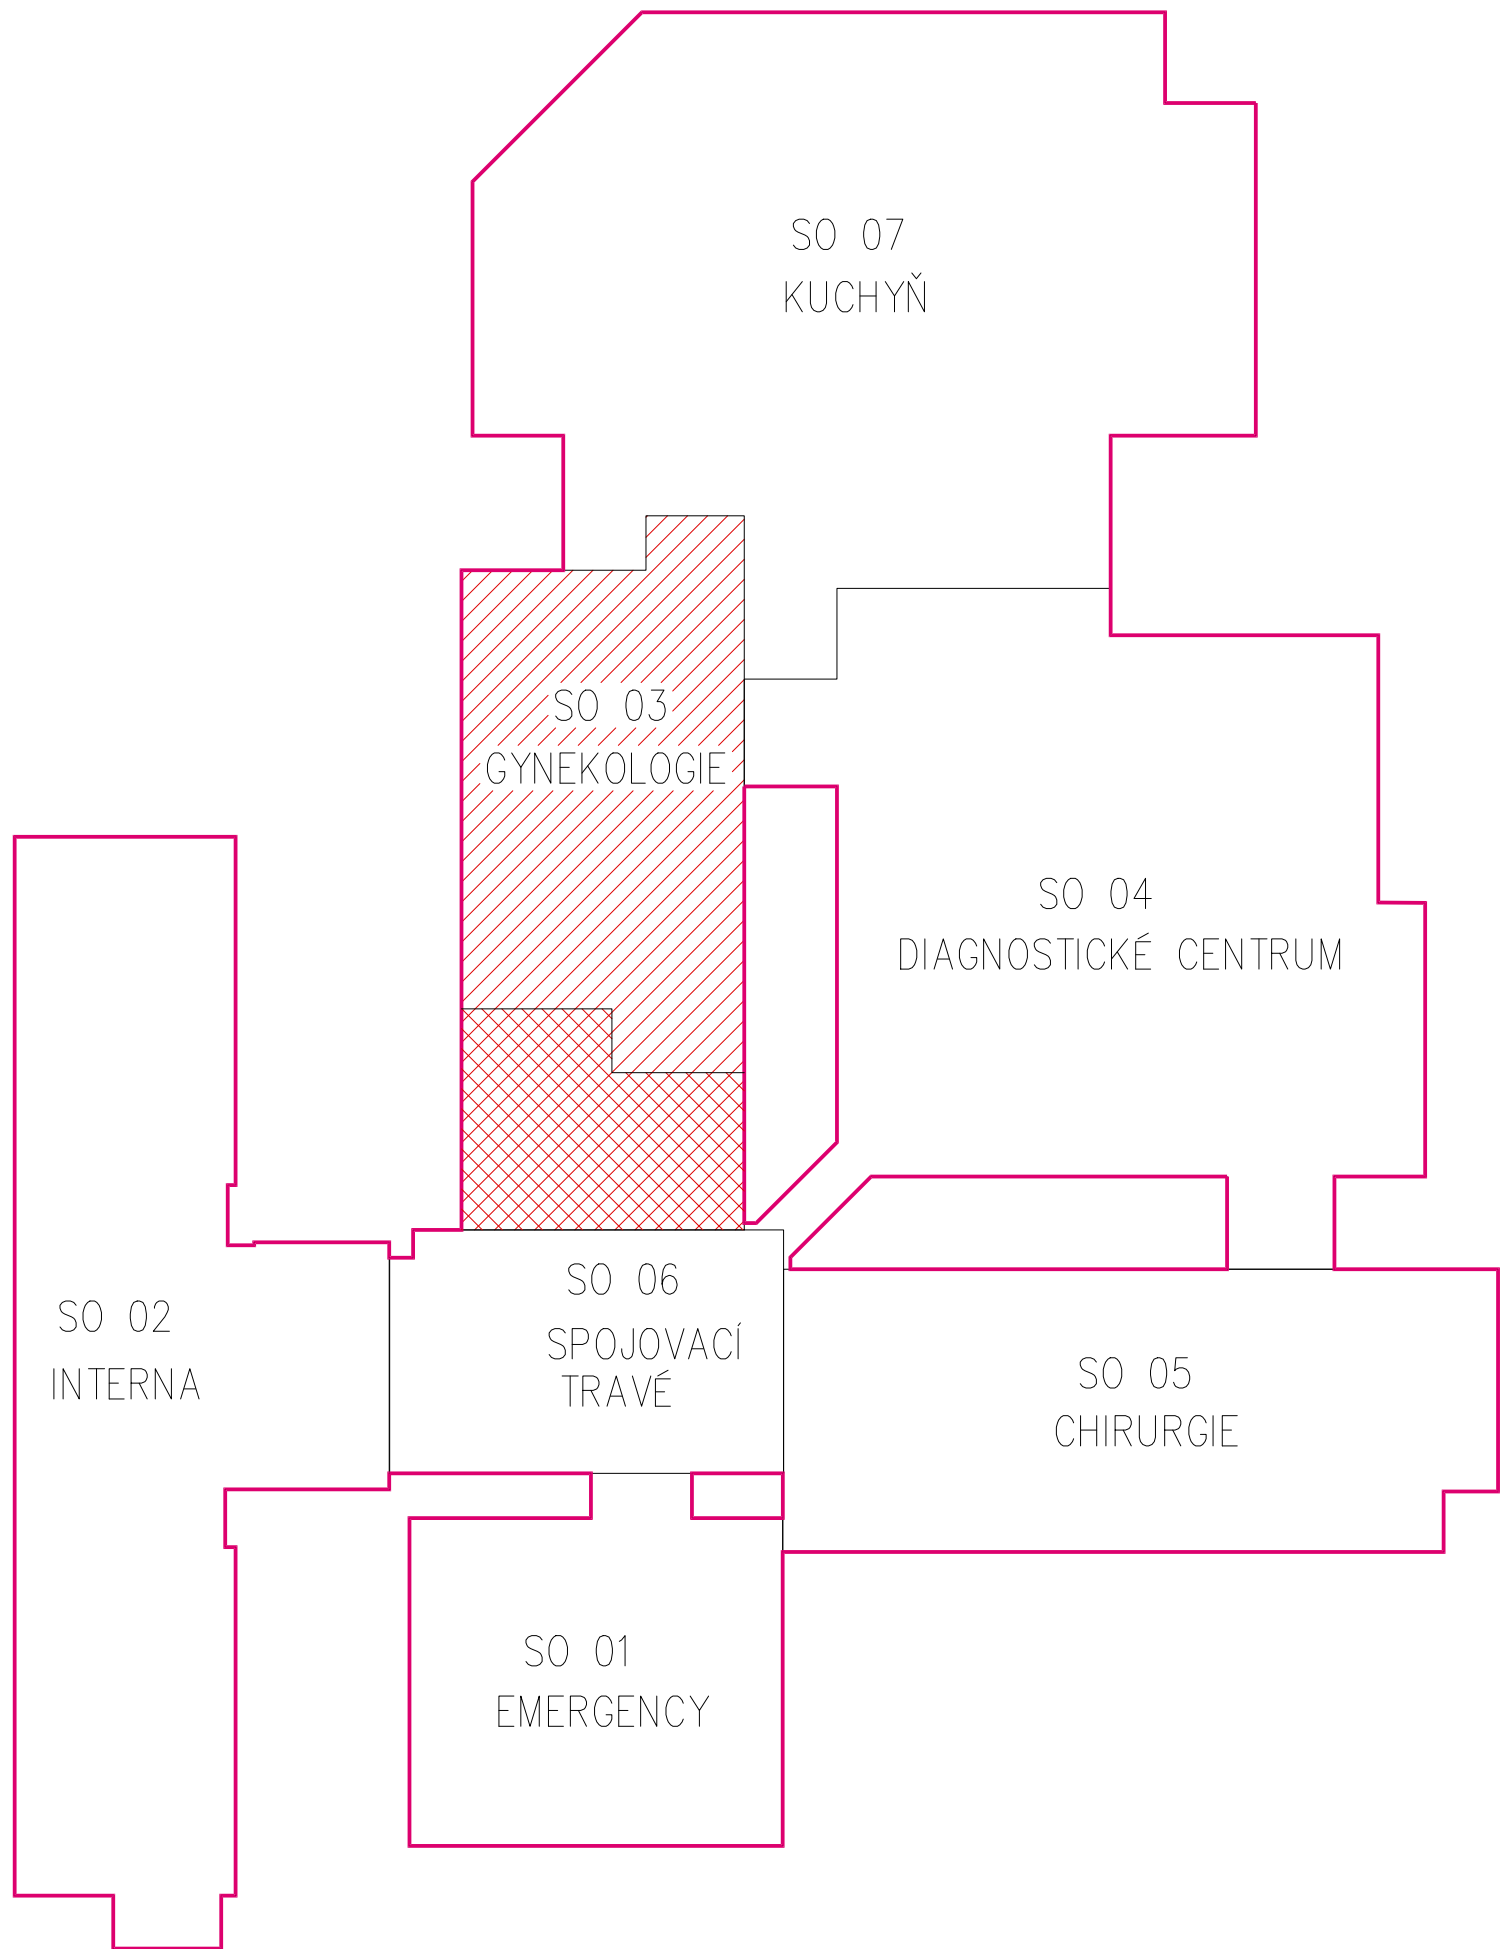 SO 07
KUCHYŇ
SO 03
GYNEKOLOGIE
SO 04
DIAGNOSTICKÉ CENTRUM
SO 06
SPOJOVACÍ
TRAVÉ
SO 02
INTERNA
SO 05
CHIRURGIE
SO 01
EMERGENCY